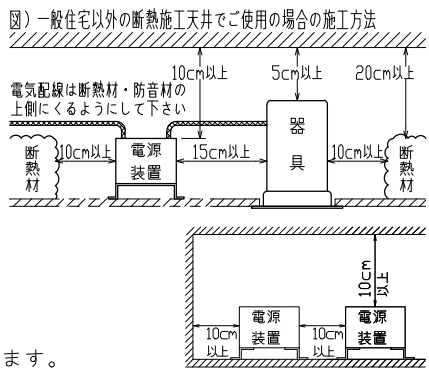 図）一般住宅以外の断熱施工天井でご使用の場合の施工方法
10cm以上
5cm以上
20cm以上
電気配線は断熱材・防音材の
上側にくるようにして下さい
断熱材
10cm以上
電源
装置
15cm以上
器具
10cm以上
断熱材
10cm以上
電源
装置
電源
装置
10cm
以上
10cm
以上
ます。